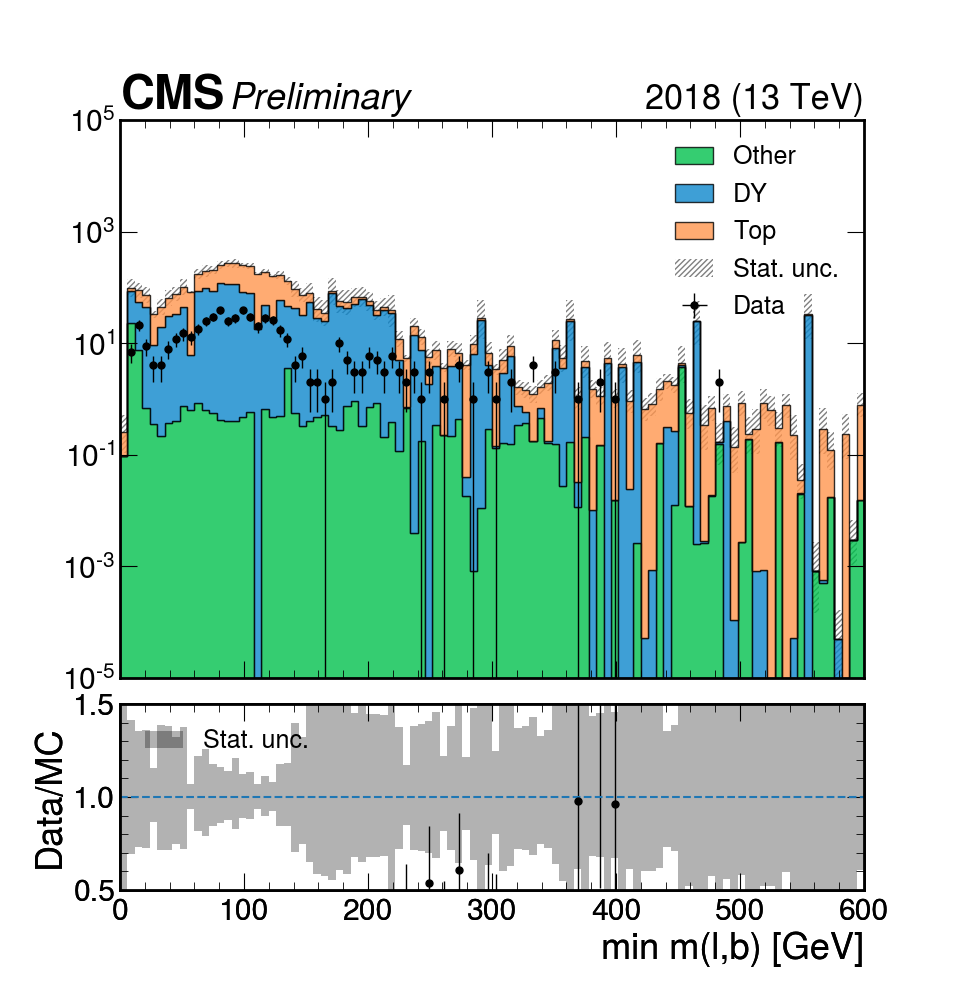 CMS Preliminary 2018 (13 TeV)
10^5
10^3
10^1
10^-1
10^-3
10^-5
Other
DY
Top
Stat. unc.
Data
Data/MC
1.5
1.0
0.5
Stat. unc.
0 100 200 300 400 500 600
min m(l,b) [GeV]